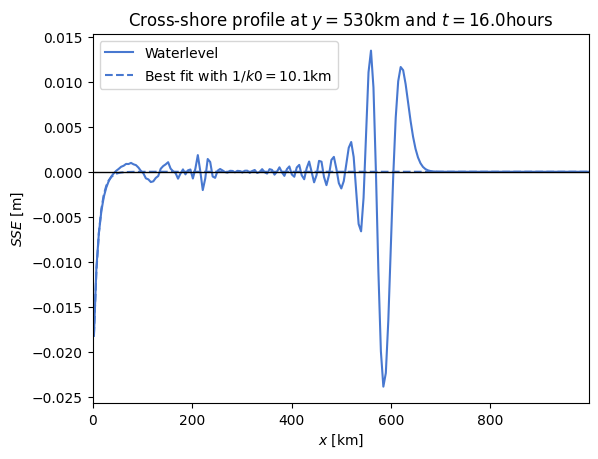 Cross-shore profile at y = 530km and t = 16.0hours
0.015
0.010
0.005
0.000
−0.005
−0.010
−0.015
−0.020
−0.025
SSE [m]
Waterlevel
Best fit with 1/k0 = 10.1km
0 200 400 600 800
x [km]